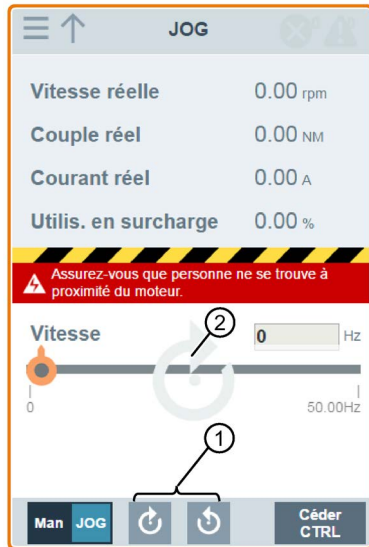 JOG
Vitesse réelle 0.00 rpm
Couple réel 0.00 NM
Courant réel 0.00 A
Utilis. en surcharge 0.00 %
Assurez-vous que personne ne se trouve à
proximité du moteur.
Vitesse 0 Hz
2
0 50.00Hz
1
Man JOG Céder
CTRL